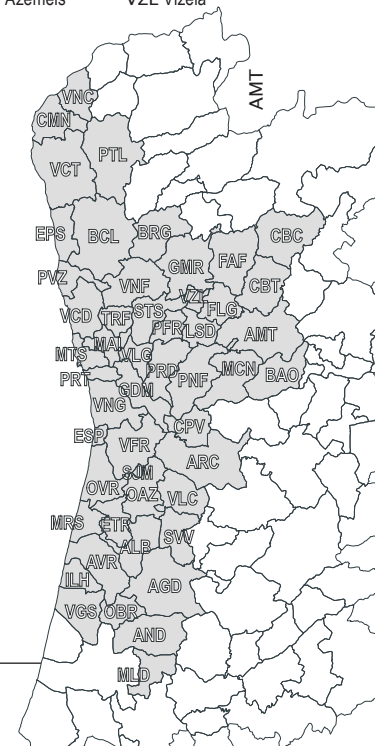 Azeméis VZE Vizela
AMT
VNC
CMN
PTL
VCT
EPS
BCL
BRG
CBC
GMR
FAF
PVZ
VNF
CBT
VZL
VCD
TRF
STS
FLG
PFR
LSD
AMT
MAI
MTS
VLG
PRD
MCN
BAO
PRT
GDM
PNF
VNG
CPV
ESP
VFR
ARC
SJM
OVR
OAZ
VLC
MRS
ETR
SVV
ALB
AVR
ILH
AGD
VGS
OBR
AND
MLD